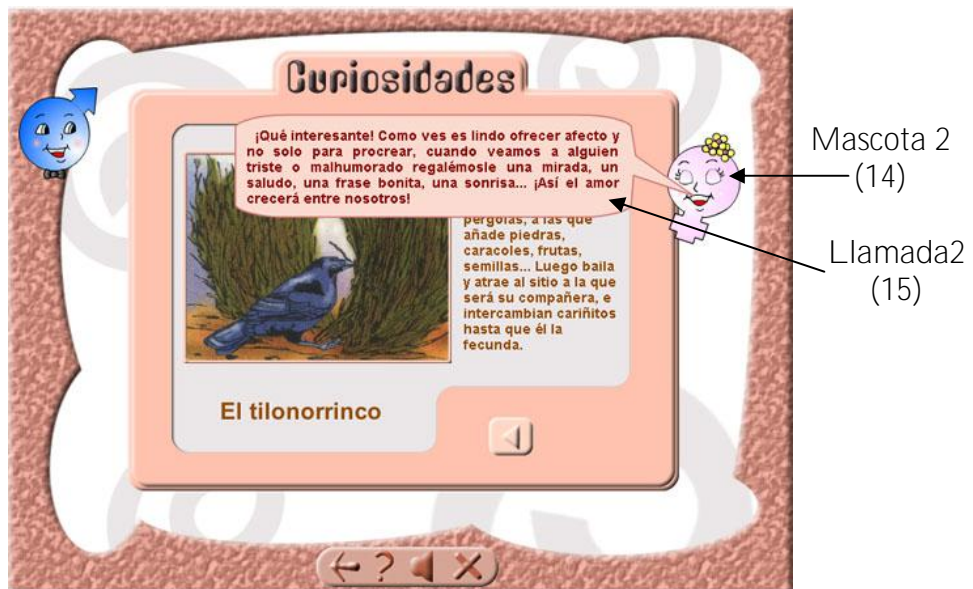 Curiosidades
¡Qué interesante! Como ves es lindo ofrecer afecto y
no solo para procrear, cuando veamos a alguien
triste o malhumorado regalémosle una mirada, un
saludo, una frase bonita, una sonrisa... ¡Así el amor
crecerá entre nosotros!
pérgolas, a las que
añade piedras,
caracoles, frutas,
semillas... Luego baila
y atrae al sitio a la que
será su compañera, e
intercambian cariñitos
hasta que él la
fecunda.
El tilonorrinco
?
Mascota 2
(14)
Llamada2
(15)